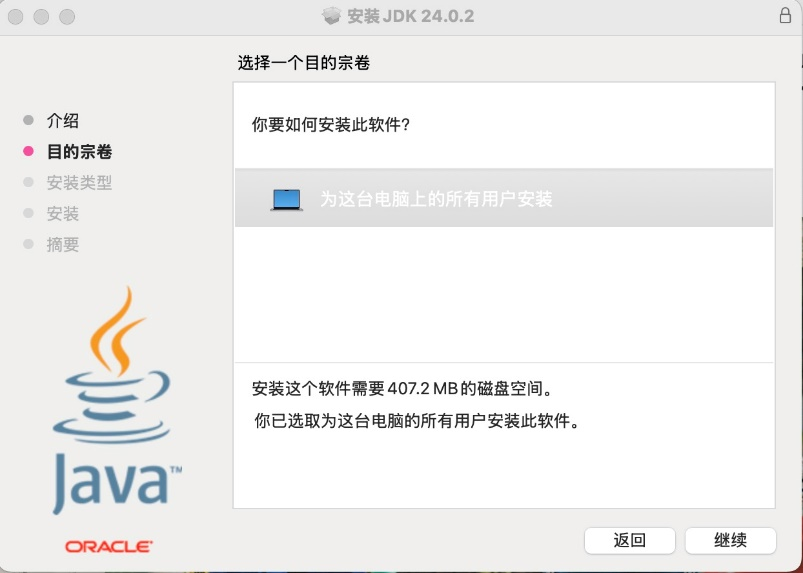 安装 JDK 24.0.2
选择一个目的宗卷
介绍
目的宗卷
安装类型
安装
摘要
你要如何安装此软件?
为这台电脑上的所有用户安装
安装这个软件需要 407.2 MB 的磁盘空间。
你已选取为这台电脑的所有用户安装此软件。
Java™
ORACLE
返回
继续